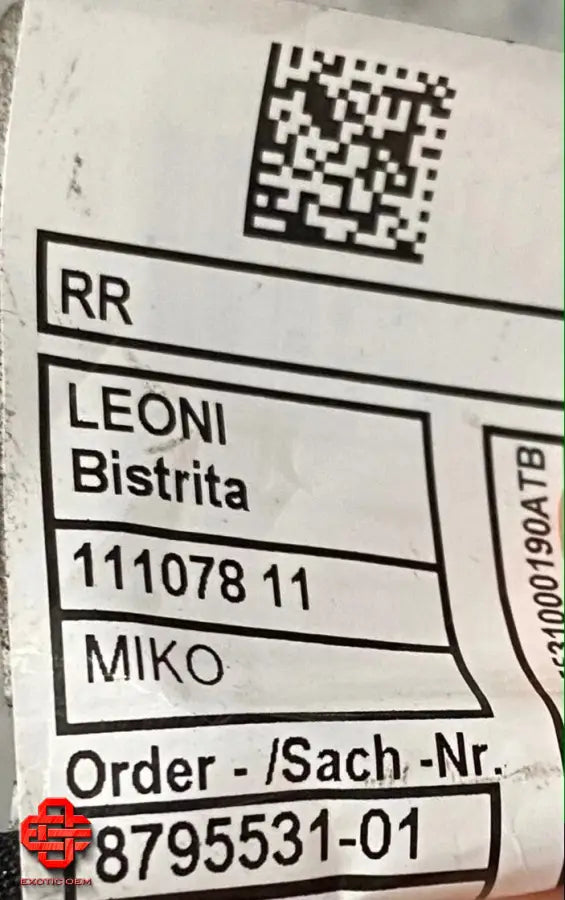 RR
LEONI
Bistrita
111078 11
MIKO
Order - /Sach -Nr.
8795531-01
EXOTIC OEM